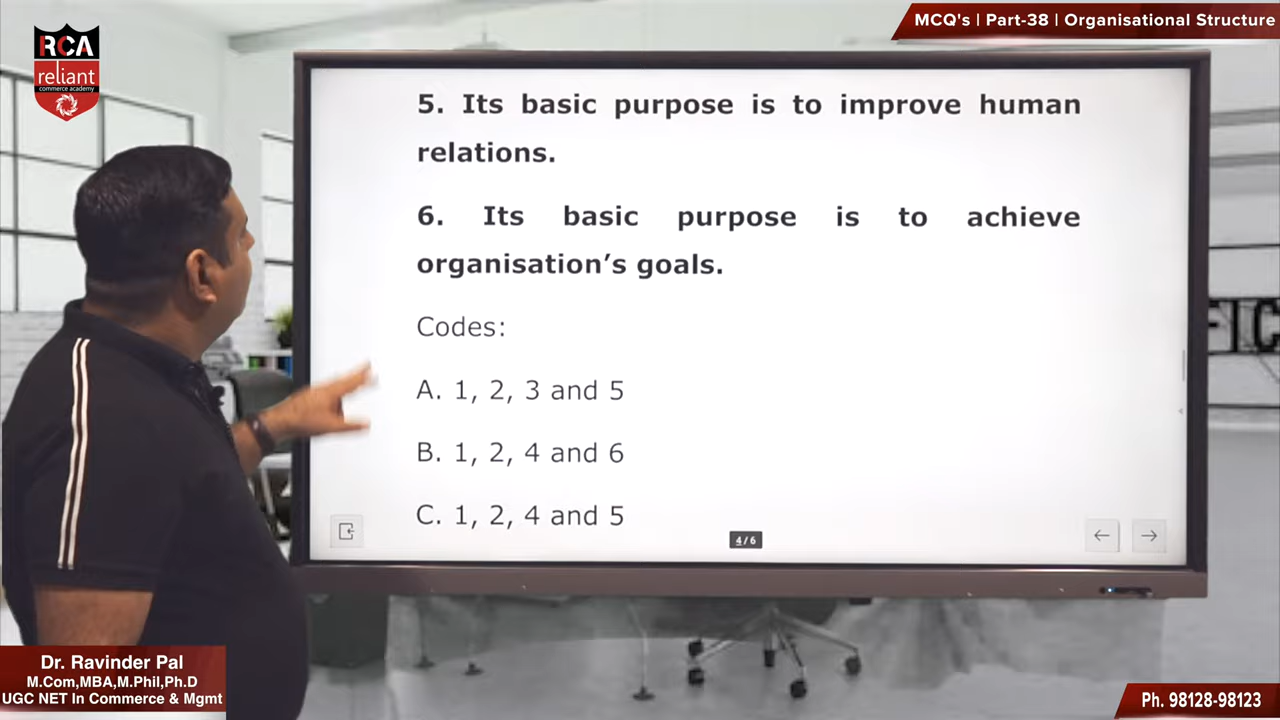 RCA
reliant
commerce academy
MCQ's | Part-38 | Organisational Structure
5. Its basic purpose is to improve human
relations.
6. Its basic purpose is to achieve
organisation's goals.
Codes:
A. 1, 2, 3 and 5
B. 1, 2, 4 and 6
C. 1, 2, 4 and 5
4/6
Dr. Ravinder Pal
M.Com,MBA,M.Phil,Ph.D
UGC NET In Commerce & Mgmt
Ph. 98128-98123